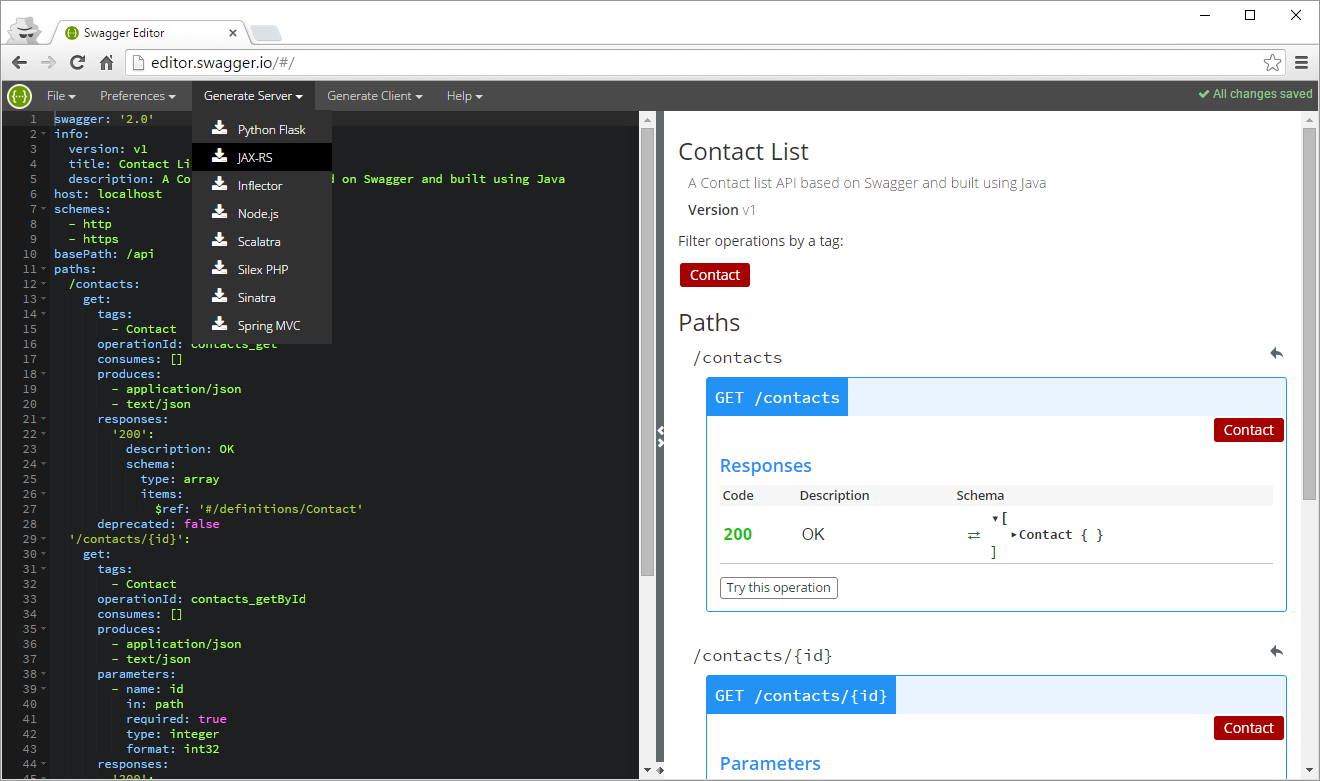 Swagger Editor
editor.swagger.io/#/
File
Preferences
Generate Server
Generate Client
Help
All changes saved
Python Flask
JAX-RS
Inflector
Node.js
Scalatra
Silex PHP
Sinatra
Spring MVC
1 swagger: '2.0'
2 info:
3 version: v1
4 title: Contact Li
5 description: A Co d on Swagger and built using Java
6 host: localhost
7 schemes:
8 - http
9 - https
10 basePath: /api
11 paths:
12 /contacts:
13 get:
14 tags:
15 - Contact
16 operationId: contacts_get
17 consumes: []
18 produces:
19 - application/json
20 - text/json
21 responses:
22 '200':
23 description: OK
24 schema:
25 type: array
26 items:
27 $ref: '#/definitions/Contact'
28 deprecated: false
29 '/contacts/{id}':
30 get:
31 tags:
32 - Contact
33 operationId: contacts_getById
34 consumes: []
35 produces:
36 - application/json
37 - text/json
38 parameters:
39 - name: id
40 in: path
41 required: true
42 type: integer
43 format: int32
44 responses:
45 '200':
Contact List
A Contact list API based on Swagger and built using Java
Version v1
Filter operations by a tag:
Contact
Paths
/contacts
GET /contacts
Contact
Responses
Code Description Schema
200 OK
[
Contact { }
]
Try this operation
/contacts/{id}
GET /contacts/{id}
Contact
Parameters